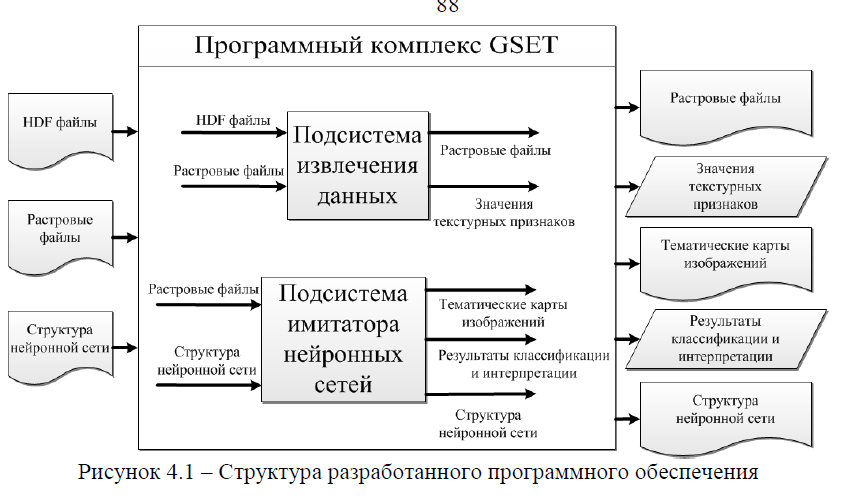 88
Программный комплекс GSET
HDF файлы
Растровые
файлы
Структура
нейронной сети
HDF файлы
Растровые файлы
Подсистема
извлечения
данных
Растровые файлы
Значения
текстурных признаков
Растровые файлы
Структура
нейронной сети
Подсистема
имитатора
нейронных
сетей
Тематические карты
изображений
Результаты классификации
и интерпретации
Структура
нейронной сети
Растровые файлы
Значения
текстурных
признаков
Тематические карты
изображений
Результаты
классификации и
интерпретации
Структура
нейронной сети
Рисунок 4.1 – Структура разработанного программного обеспечения